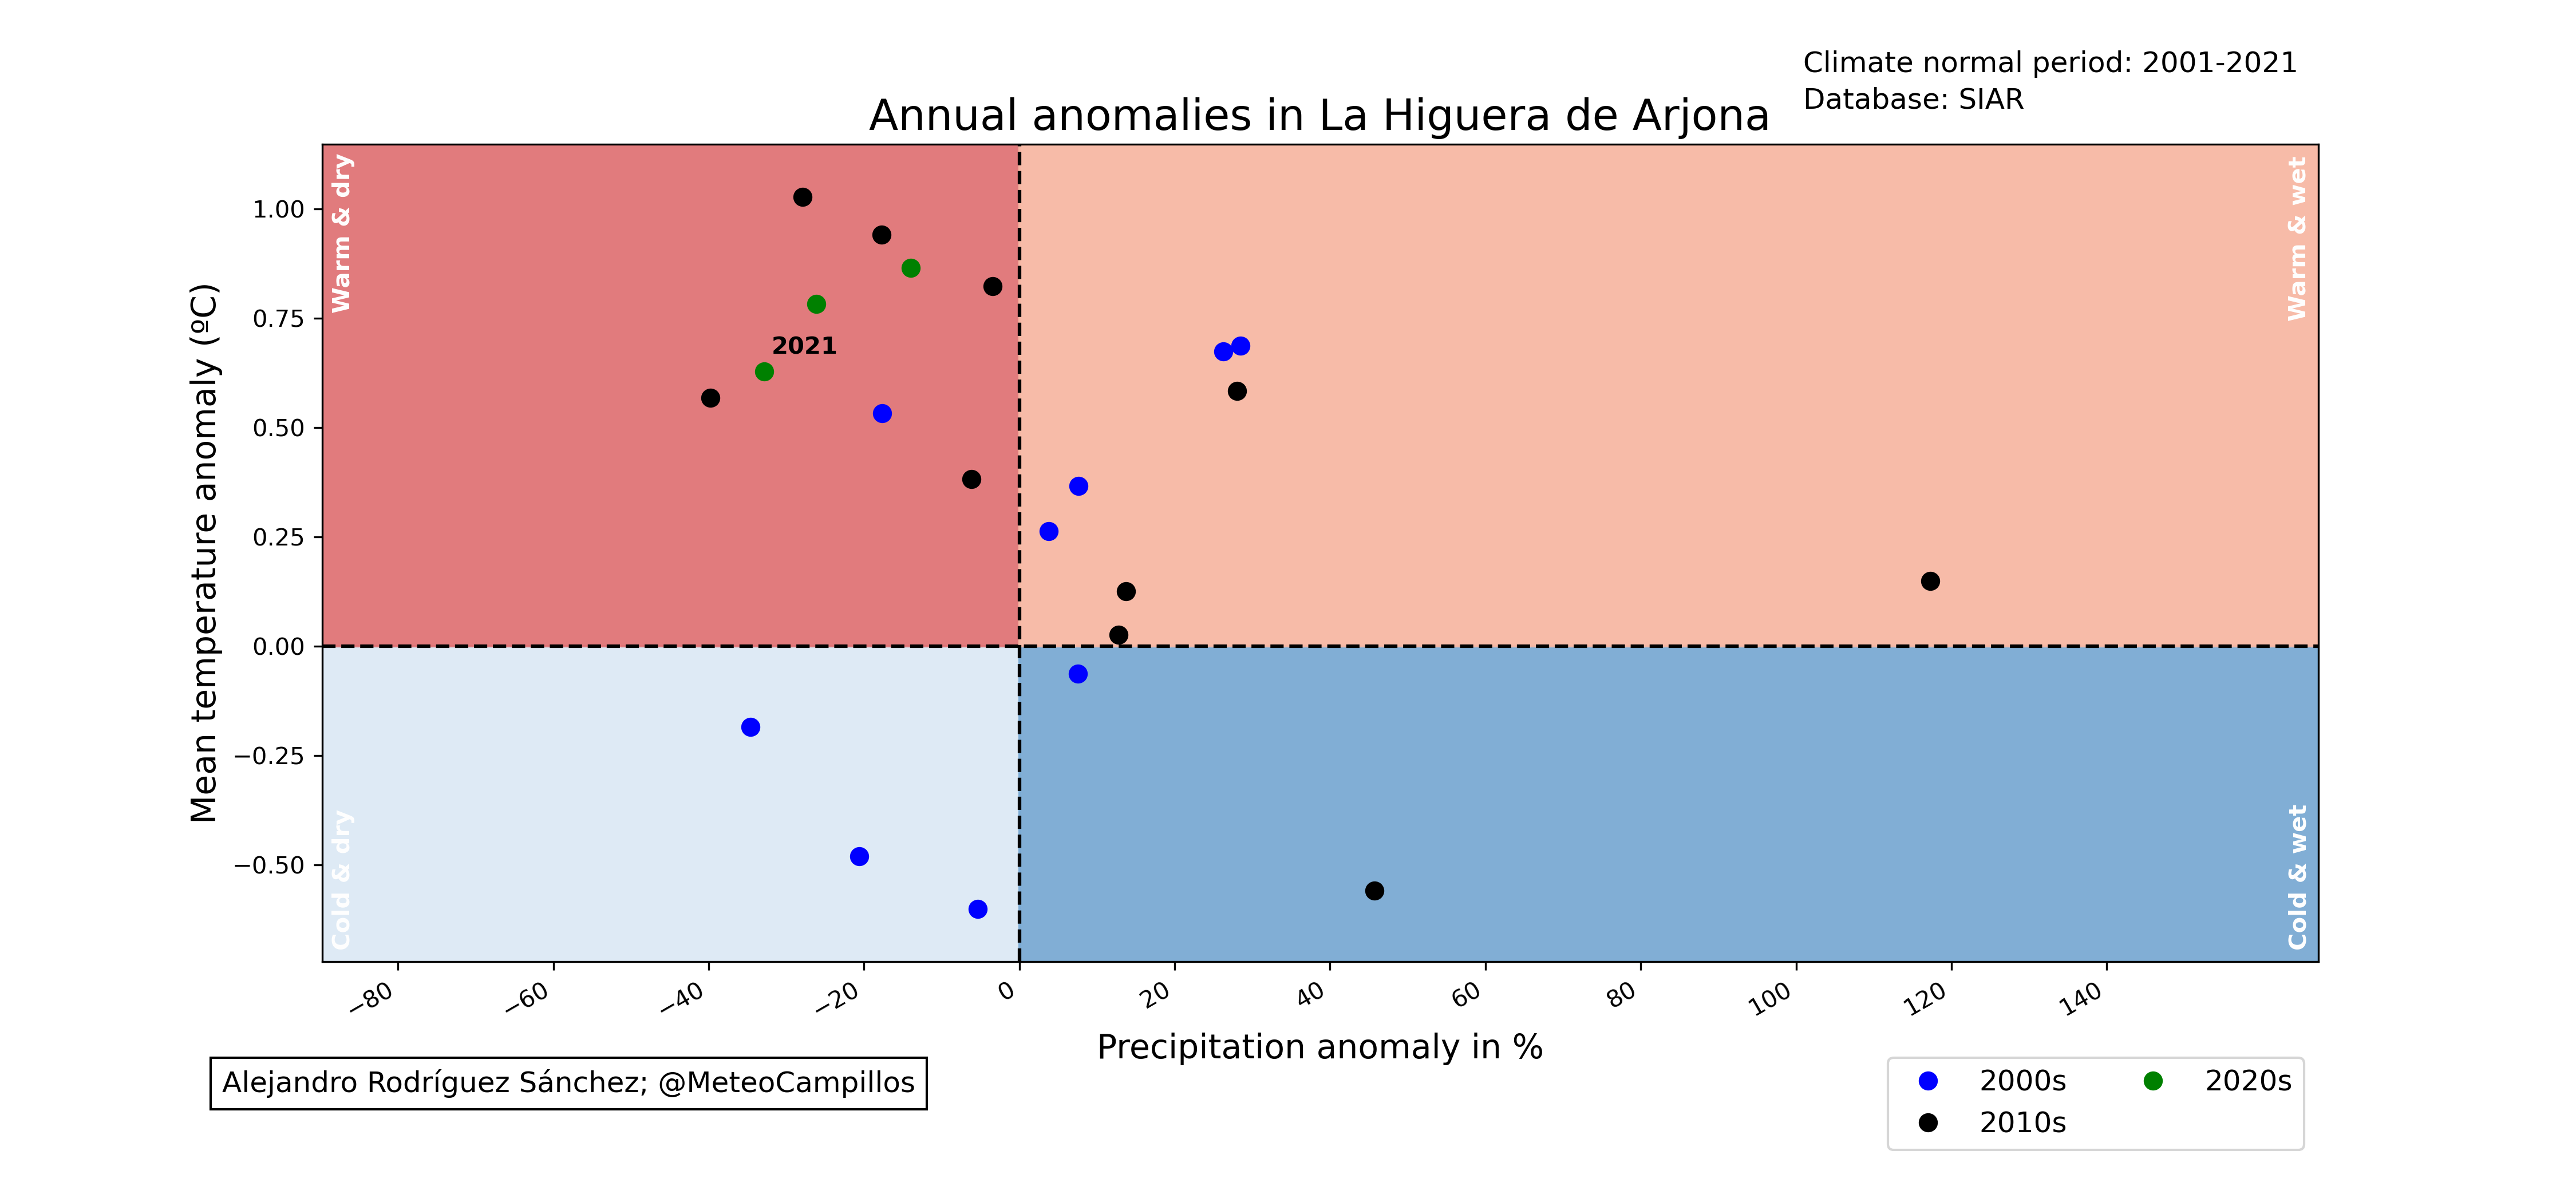 Climate normal period: 2001-2021
Database: SIAR
Annual anomalies in La Higuera de Arjona
Warm & dry
Warm & wet
Mean temperature anomaly (ºC)
1.00
0.75
0.50
0.25
0.00
−0.25
−0.50
2021
Cold & dry
Cold & wet
−80
−60
−40
−20
0
20
40
60
80
100
120
140
Precipitation anomaly in %
Alejandro Rodríguez Sánchez; @MeteoCampillos
2000s
2010s
2020s